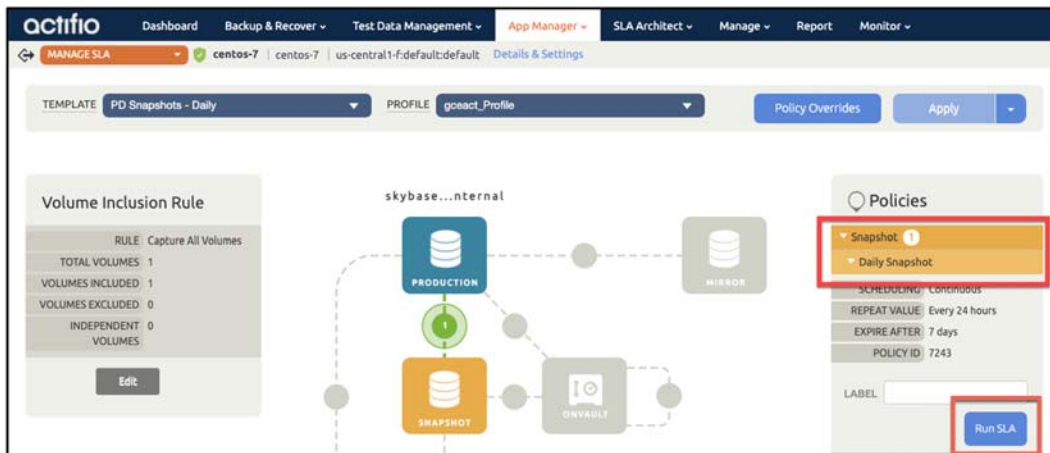 actifio Dashboard Backup & Recover Test Data Management App Manager SLA Architect Manage Report Monitor
MANAGE SLA centos-7 | centos-7 | us-central1-f:default:default Details & Settings
TEMPLATE PD Snapshots - Daily PROFILE gceact_Profile Policy Overrides Apply
Volume Inclusion Rule
RULE Capture All Volumes
TOTAL VOLUMES 1
VOLUMES INCLUDED 1
VOLUMES EXCLUDED 0
INDEPENDENT VOLUMES 0
Edit
skybase...nternal
PRODUCTION
MIRROR
1
SNAPSHOT
ONVAULT
Policies
Snapshot 1
Daily Snapshot
SCHEDULING Continuous
REPEAT VALUE Every 24 hours
EXPIRE AFTER 7 days
POLICY ID 7243
LABEL
Run SLA